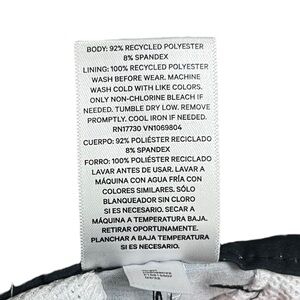 BODY: 92% RECYCLED POLYESTER
8% SPANDEX
LINING: 100% RECYCLED POLYESTER
WASH BEFORE WEAR. MACHINE
WASH COLD WITH LIKE COLORS.
ONLY NON-CHLORINE BLEACH IF
NEEDED. TUMBLE DRY LOW. REMOVE
PROMPTLY. COOL IRON IF NEEDED.
RN17730 VN1069804
CUERPO: 92% POLIÉSTER RECICLADO
8% SPANDEX
FORRO: 100% POLIÉSTER RECICLADO
LAVAR ANTES DE USAR. LAVAR A
MÁQUINA CON AGUA FRÍA CON
COLORES SIMILARES. SÓLO
BLANQUEADOR SIN CLORO
SI ES NECESARIO. SECAR A
MÁQUINA A TEMPERATURA BAJA.
RETIRAR OPORTUNAMENTE.
PLANCHAR A BAJA TEMPERATURA
SI ES NECESARIO.